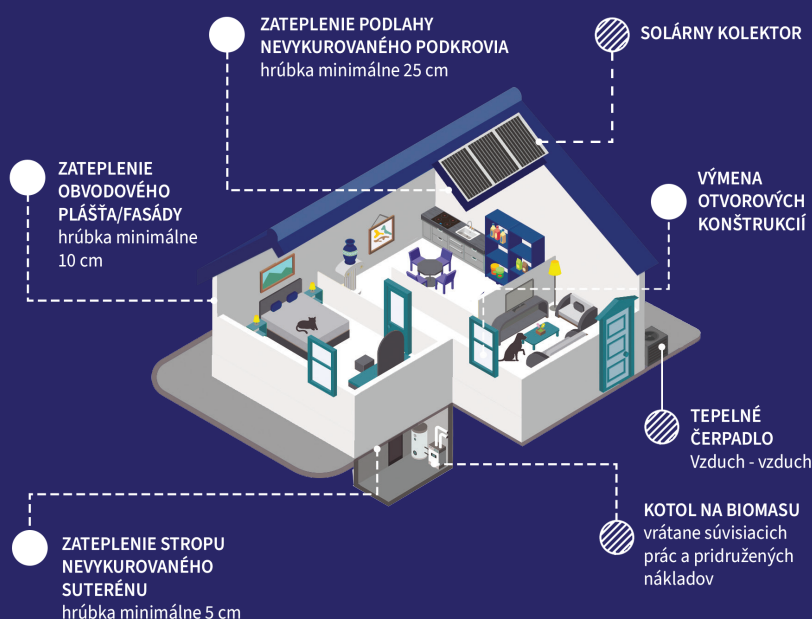 ZATEPLENIE PODLAHY
NEVYKUROVANÉHO PODKROVIA
hrúbka minimálne 25 cm
SOLÁRNY KOLEKTOR
ZATEPLENIE
OBVODOVÉHO
PLÁŠŤA/FASÁDY
hrúbka minimálne
10 cm
VÝMENA
OTVOROVÝCH
KONŠTRUKCIÍ
TEPELNÉ
ČERPADLO
Vzduch - vzduch
KOTOL NA BIOMASU
vrátane súvisiacich
prác a pridružených
nákladov
ZATEPLENIE STROPU
NEVYKUROVANÉHO
SUTERÉNU
hrúbka minimálne 5 cm